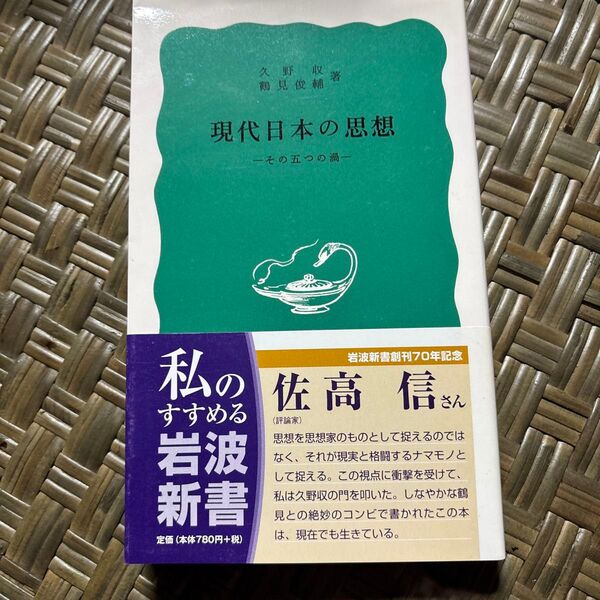 久野収
鶴見俊輔著
現代日本の思想
―その五つの渦―
私の
すすめる
岩波
新書
定価(本体780円+税)
岩波新書創刊70年記念
佐高 信さん
(評論家)
思想を思想家のものとして捉えるのでは
なく、それが現実と格闘するナマモノと
して捉える。この視点に衝撃を受けて、
私は久野収の門を叩いた。しなやかな鶴
見との絶妙のコンビで書かれたこの本
は、現在でも生きている。